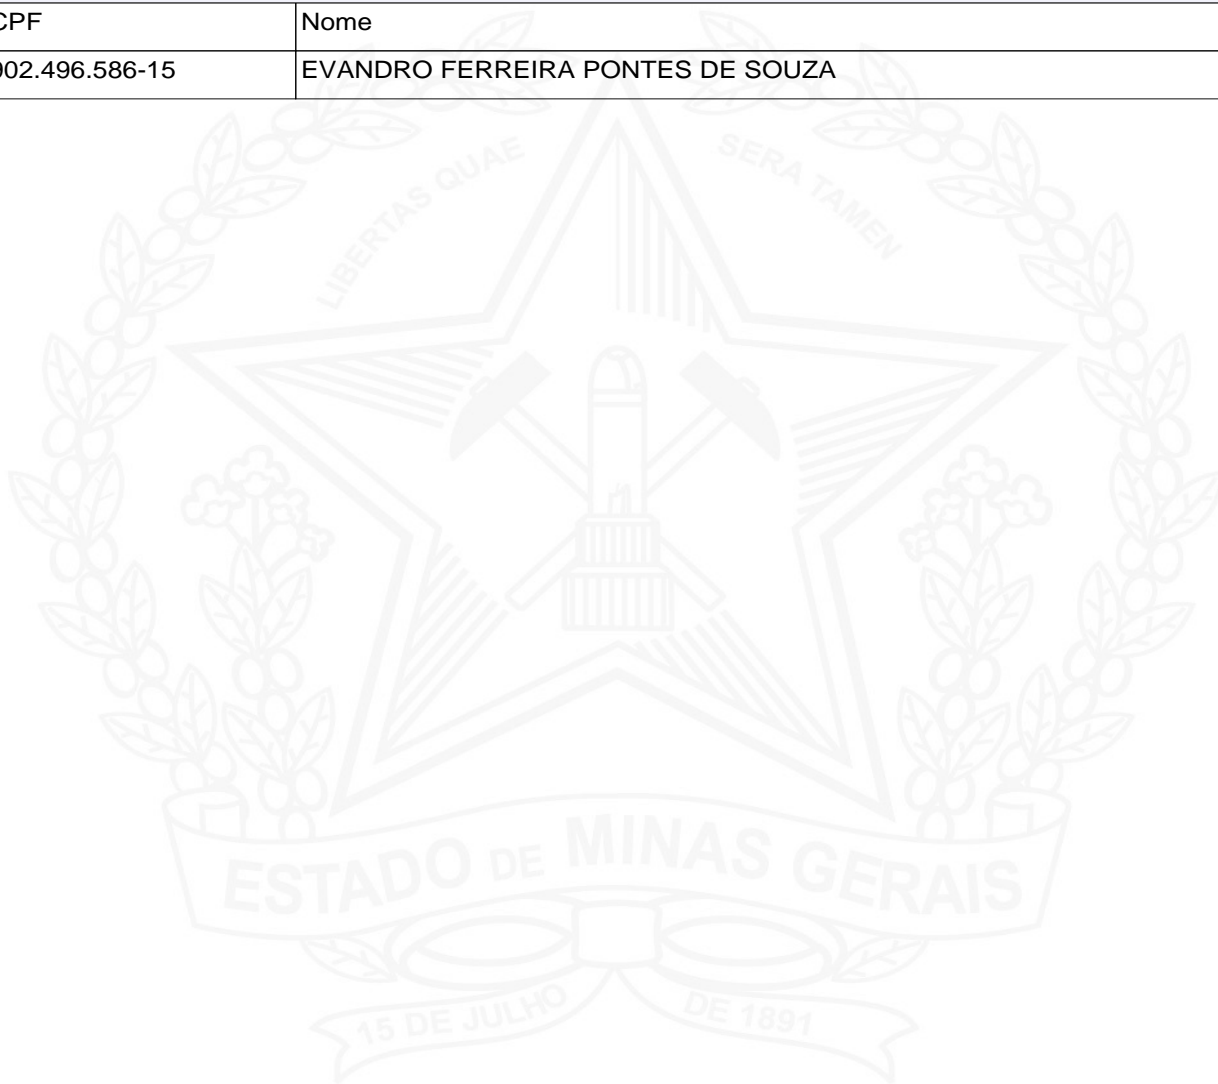 CPF Nome
902.496.586-15 EVANDRO FERREIRA PONTES DE SOUZA
LIBERTAS QUAE SERA TAMEN
ESTADO DE MINAS GERAIS
15 DE JULHO DE 1891